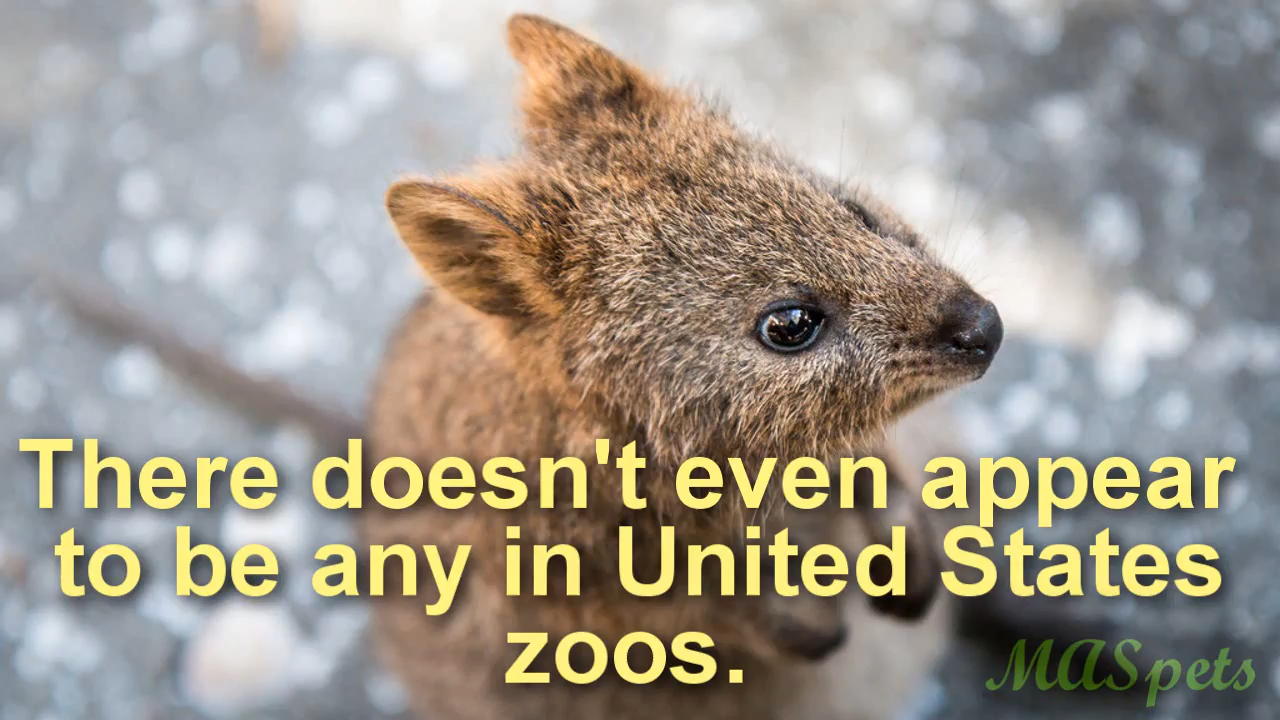 There doesn't even appear
to be any in United States
zoos.
MASpets